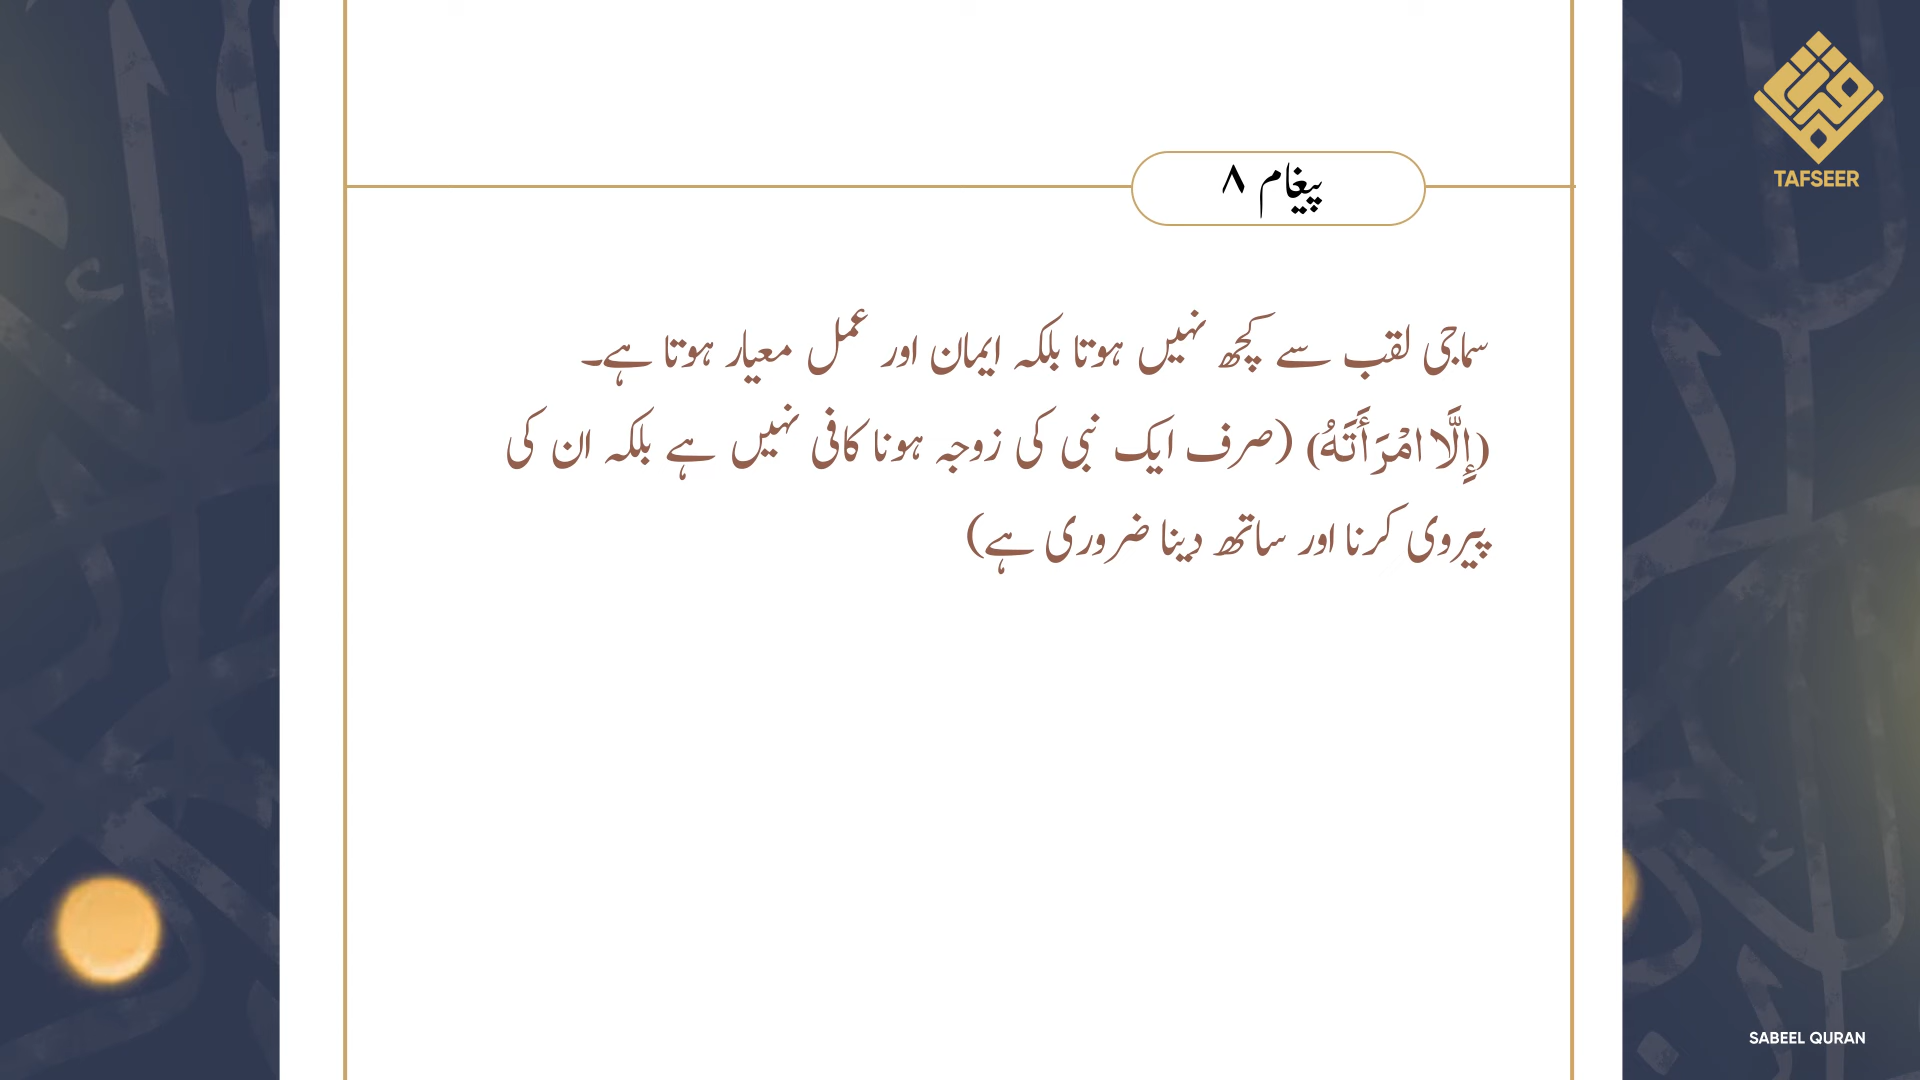 TAFSEER
پیغام ۸
سماجی لقب سے کچھ نہیں ہوتا بلکہ ایمان اور عمل معیار ہوتا ہے۔
(إِلَّا امْرَأَتَهُ) (صرف ایک نبی کی زوجہ ہونا کافی نہیں ہے بلکہ ان کی
پیروی کرنا اور ساتھ دینا ضروری ہے)
SABEEL QURAN